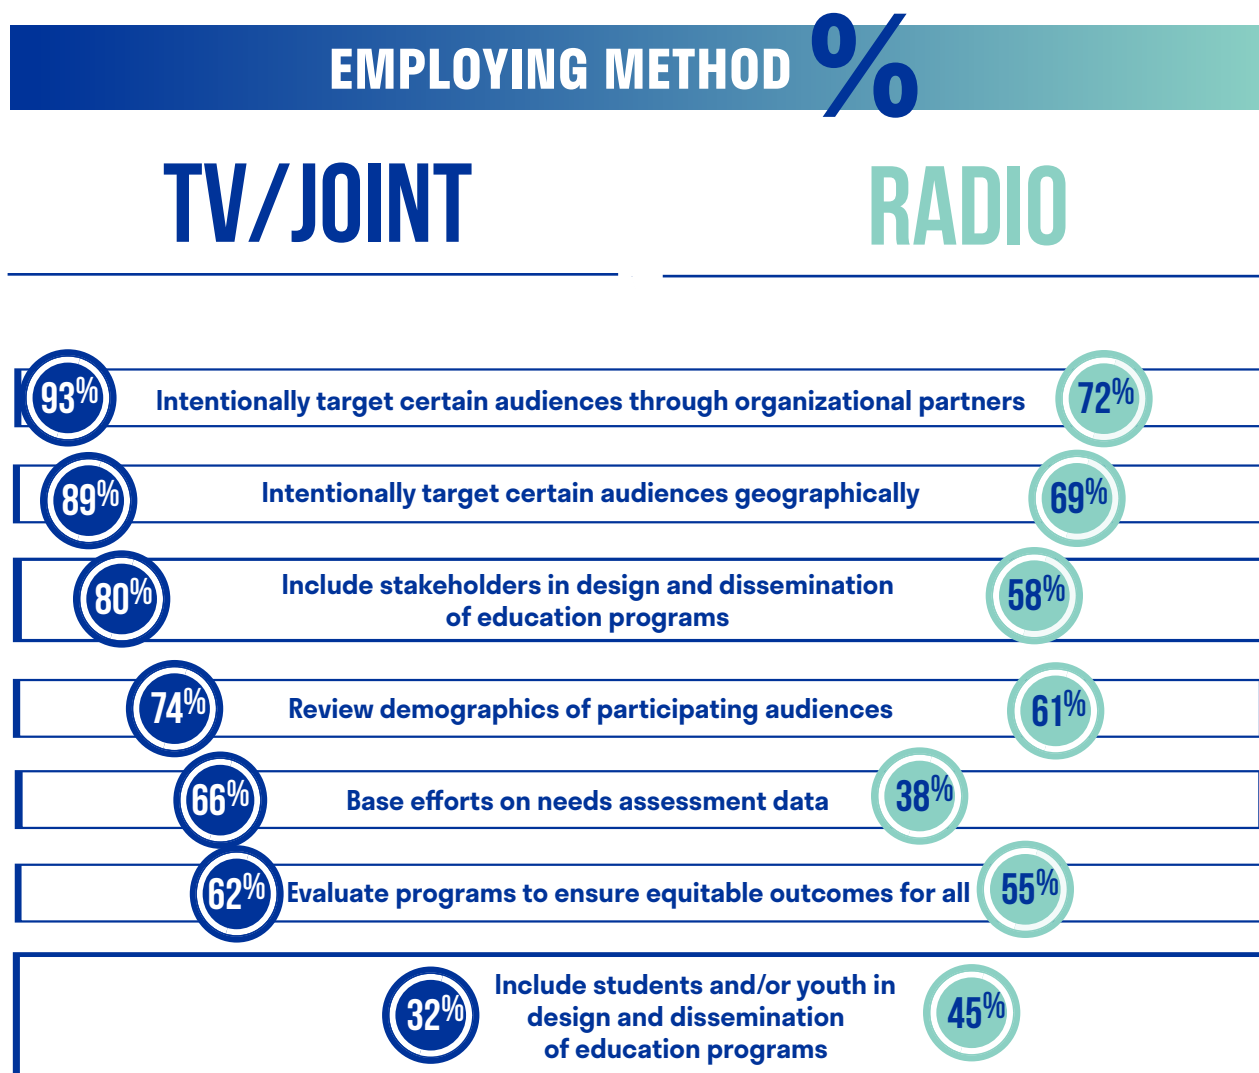 EMPLOYING METHOD %
TV/JOINT
RADIO
93% Intentionally target certain audiences through organizational partners 72%
89% Intentionally target certain audiences geographically 69%
80% Include stakeholders in design and dissemination
of education programs 58%
74% Review demographics of participating audiences 61%
66% Base efforts on needs assessment data 38%
62% Evaluate programs to ensure equitable outcomes for all 55%
32% Include students and/or youth in
design and dissemination
of education programs 45%